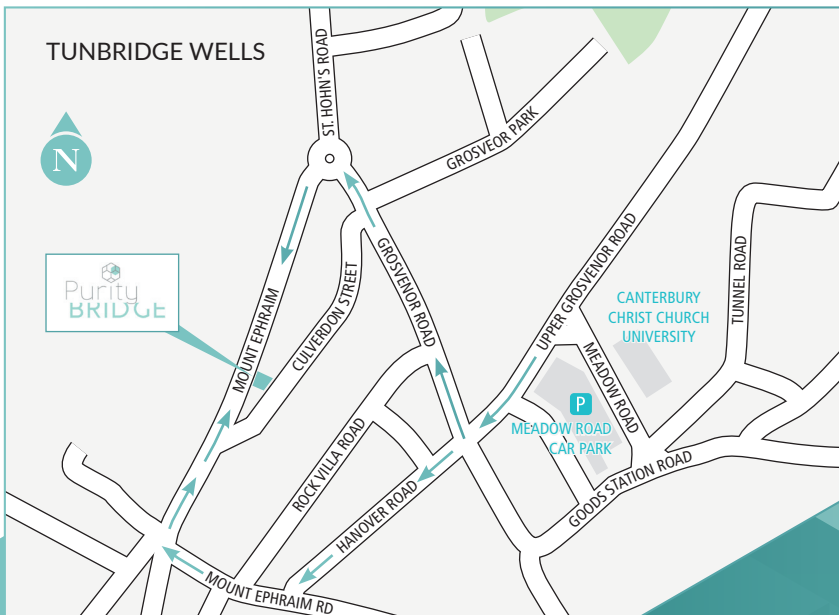 TUNBRIDGE WELLS
ST. HOHN'S ROAD
N
GROSVEOR PARK
GROSVENOR ROAD
UPPER GROSVENOR ROAD
TUNNEL ROAD
Purity
BRIDGE
MOUNT EPHRAIM
CULVERDON STREET
CANTERBURY
CHRIST CHURCH
UNIVERSITY
MEADOW ROAD
P
MEADOW ROAD
CAR PARK
ROCK VILLA ROAD
HANOVER ROAD
GOODS STATION ROAD
MOUNT EPHRAIM RD